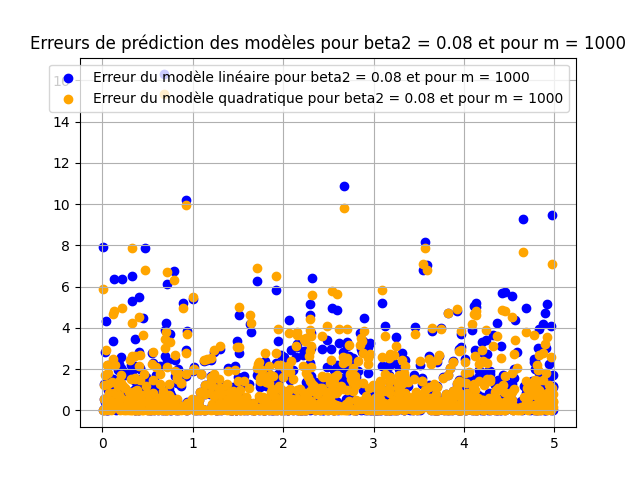 Erreurs de prédiction des modèles pour beta2 = 0.08 et pour m = 1000
Erreur du modèle linéaire pour beta2 = 0.08 et pour m = 1000
Erreur du modèle quadratique pour beta2 = 0.08 et pour m = 1000
16
14
12
10
8
6
4
2
0
0 1 2 3 4 5